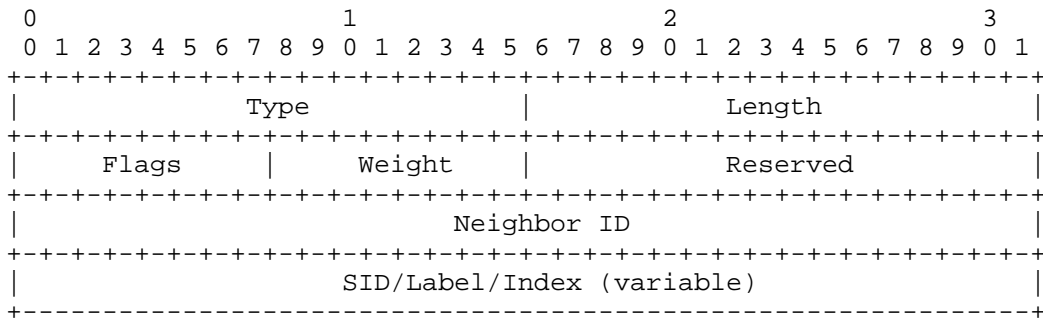 0                   1                   2                   3
 0 1 2 3 4 5 6 7 8 9 0 1 2 3 4 5 6 7 8 9 0 1 2 3 4 5 6 7 8 9 0 1
+-+-+-+-+-+-+-+-+-+-+-+-+-+-+-+-+-+-+-+-+-+-+-+-+-+-+-+-+-+-+-+-+
|              Type             |            Length             |
+-+-+-+-+-+-+-+-+-+-+-+-+-+-+-+-+-+-+-+-+-+-+-+-+-+-+-+-+-+-+-+-+
|     Flags     |     Weight    |            Reserved           |
+-+-+-+-+-+-+-+-+-+-+-+-+-+-+-+-+-+-+-+-+-+-+-+-+-+-+-+-+-+-+-+-+
|                           Neighbor ID                         |
+-+-+-+-+-+-+-+-+-+-+-+-+-+-+-+-+-+-+-+-+-+-+-+-+-+-+-+-+-+-+-+-+
|                    SID/Label/Index (variable)                 |
+---------------------------------------------------------------+